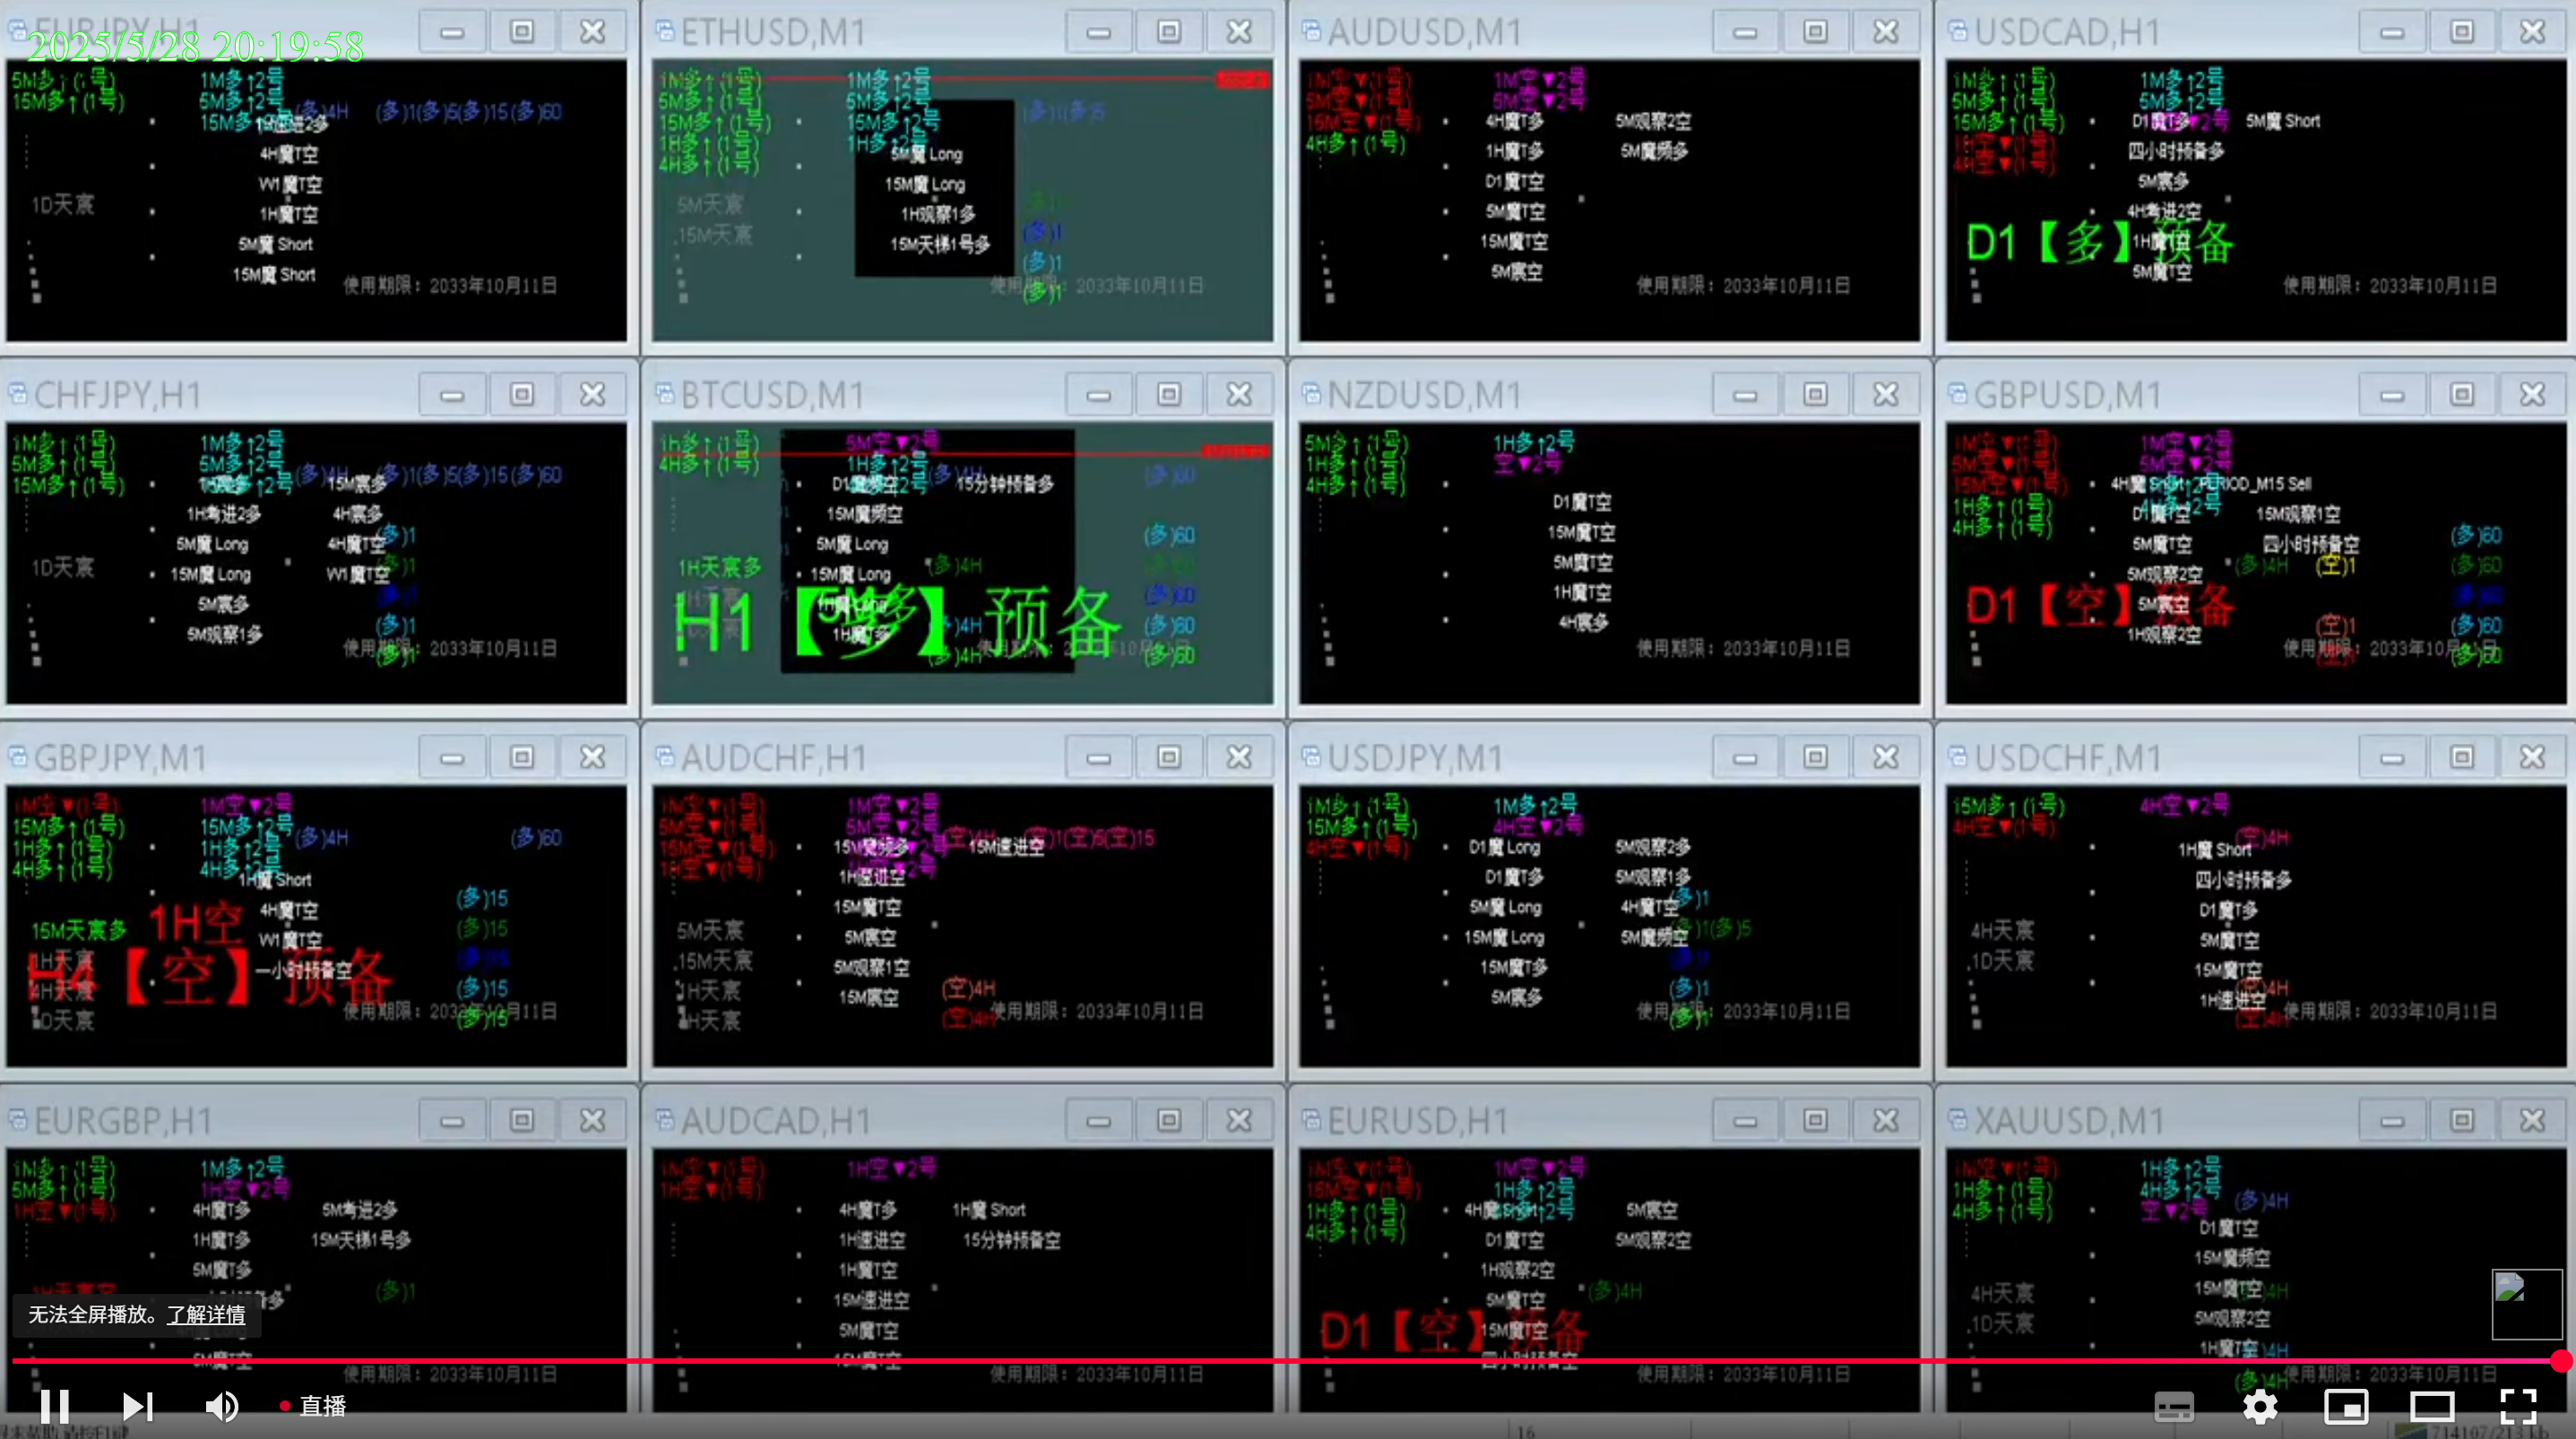 EURJPY,H1
2025/5/28 20:19:58
5M多↑(1号)
15M多↑(1号)
1M多↑2号
5M多↑2号
15M多↑2号
(多)4H
(多)1(多)5(多)15(多)60
4H魔T空
W1魔T空
1H魔T空
5M魔 Short
15M魔 Short
1D天宸
使用期限：2033年10月11日
ETHUSD,M1
1M多↑(1号)
5M多↑(1号)
15M多↑(1号)
1H多↑(1号)
4H多↑(1号)
1M多↑2号
5M多↑2号
15M多↑2号
1H多↑2号
(多)1(多)5
5M魔 Long
15M魔 Long
1H观察1多
15M天梯1号多
5M天宸
15M天宸
(多)1
(多)1
(多)1
使用期限：2033年10月11日
AUDUSD,M1
1M空▼(1号)
5M空▼(1号)
15M空▼(1号)
4H多↑(1号)
1M空▼2号
5M空▼2号
4H魔T多
1H魔T多
D1魔T空
5M魔T空
15M魔T空
5M宸空
5M观察2空
5M魔频多
使用期限：2033年10月11日
USDCAD,H1
1M多↑(1号)
5M多↑(1号)
15M多↑(1号)
1H空▼(1号)
4H空▼(1号)
1M多↑2号
5M多↑2号
D1魔T多
5M魔 Short
四小时预备多
5M宸多
4H考进2空
1H魔T空
5M魔T空
D1【多】预备
使用期限：2033年10月11日
CHFJPY,H1
1M多↑(1号)
5M多↑(1号)
15M多↑(1号)
1M多↑2号
5M多↑2号
(多)4H
(多)1(多)5(多)15(多)60
15M宸多
1H考进2多
4H宸多
5M魔 Long
4H魔T空
15M魔 Long
W1魔T空
5M宸多
5M观察1多
1D天宸
(多)1
(多)1
(多)1
(多)1
使用期限：2033年10月11日
BTCUSD,M1
1h多↑(1号)
4H多↑(1号)
5M空▼2号
1H多↑2号
(多)4H
(多)60
D1魔频空
15分钟预备多
15M魔频空
5M魔 Long
15M魔 Long
1H魔 Long
1H魔T多
1H天宸多
5M多
H1【多】预备
(多)4H
(多)4H
(多)4H
(多)60
(多)60
(多)60
(多)60
NZDUSD,M1
5M多↑(1号)
1H多↑(1号)
4H多↑(1号)
1H多↑2号
空▼2号
D1魔T空
15M魔T空
5M魔T空
1H魔T空
4H宸多
使用期限：2033年10月11日
GBPUSD,M1
1M空▼(1号)
5M空▼(1号)
15M空▼(1号)
1H多↑(1号)
4H多↑(1号)
1M空▼2号
5M空▼2号
PERIOD_M15 Sell
D1魔T空
15M观察1空
5M魔T空
四小时预备空
5M观察2空
5M宸空
1H观察2空
(多)4H
(空)1
(空)1
(空)1
(多)60
(多)60
(多)60
(多)60
(多)60
D1【空】预备
使用期限：2033年10月11日
GBPJPY,M1
1M空▼(1号)
15M多↑(1号)
1H多↑(1号)
4H多↑(1号)
1M空▼2号
15M多↑2号
1H多↑2号
4H多↑2号
(多)4H
(多)60
1H魔 Short
4H魔T空
W1魔T空
一小时预备空
15M天宸多
1H天宸
4H天宸
1D天宸
1H空
H4【空】预备
(多)15
(多)15
(多)15
(多)15
(多)15
使用期限：2033年10月11日
AUDCHF,H1
1M空▼(1号)
5M空▼(1号)
15M空▼(1号)
1H空▼(1号)
1M空▼2号
5M空▼2号
(空)4H
(空)1(空)5(空)15
15M魔频多
15M速进空
1H速进空
15M魔T空
5M宸空
5M观察1空
15M宸空
5M天宸
15M天宸
1H天宸
4H天宸
(空)4H
(空)4H
使用期限：2033年10月11日
USDJPY,M1
1M多↑(1号)
15M多↑(1号)
4H空▼(1号)
1M多↑2号
4H空▼2号
D1魔 Long
5M观察2多
D1魔T多
5M观察1多
5M魔 Long
4H魔T空
15M魔 Long
5M魔频空
15M魔T多
5M宸多
(多)1
(多)1(多)5
(多)1
(多)1
使用期限：2033年10月11日
USDCHF,M1
15M多↑(1号)
4H空▼(1号)
4H空▼2号
(空)4H
1H魔 Short
四小时预备多
D1魔T多
5M魔T空
15M魔T空
1H速进空
4H天宸
1D天宸
(空)4H
(空)4H
使用期限：2033年10月11日
EURGBP,H1
1M多↑(1号)
5M多↑(1号)
1H空▼(1号)
1M多↑2号
1H空▼2号
4H魔T多
5M考进2多
1H魔T多
15M天梯1号多
5M魔T多
(多)1
5M魔T空
使用期限：2033年10月11日
AUDCAD,H1
1M空▼(1号)
1H空▼(1号)
1H空▼2号
4H魔T多
1H魔 Short
1H速进空
15分钟预备空
1H魔T空
15M速进空
5M魔T空
15M魔T空
使用期限：2033年10月11日
EURUSD,H1
1M空▼(1号)
15M空▼(1号)
1H多↑(1号)
4H多↑(1号)
1M空▼2号
1H多↑2号
4H魔 Short
5M宸空
D1魔T空
5M观察2空
1H观察2空
5M魔T空
15M魔T空
四小时预备空
(多)4H
D1【空】预备
使用期限：2033年10月11日
XAUUSD,M1
1M空▼(1号)
1H多↑(1号)
4H多↑(1号)
1H多↑2号
4H多↑2号
空▼2号
(多)4H
D1魔T空
15M魔频空
15M魔T空
5M观察2空
1H魔T空
4H天宸
1D天宸
(多)4H
使用期限：2033年10月11日
无法全屏播放。了解详情
直播
16
714107/213 kb